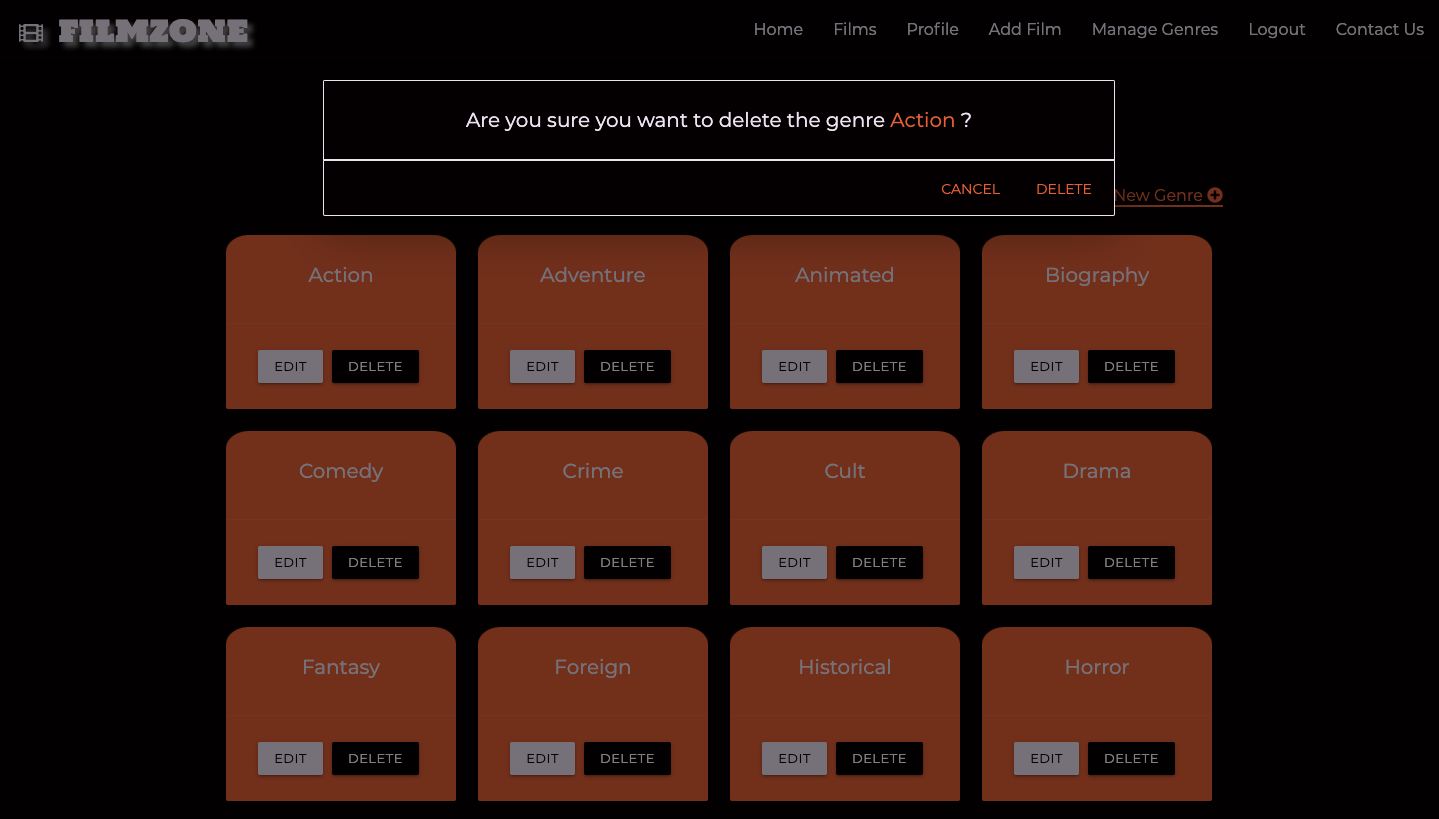 FILMZONE
Home Films Profile Add Film Manage Genres Logout Contact Us
Are you sure you want to delete the genre Action ?
CANCEL DELETE
New Genre
Action Adventure Animated Biography
EDIT DELETE EDIT DELETE EDIT DELETE EDIT DELETE
Comedy Crime Cult Drama
EDIT DELETE EDIT DELETE EDIT DELETE EDIT DELETE
Fantasy Foreign Historical Horror
EDIT DELETE EDIT DELETE EDIT DELETE EDIT DELETE